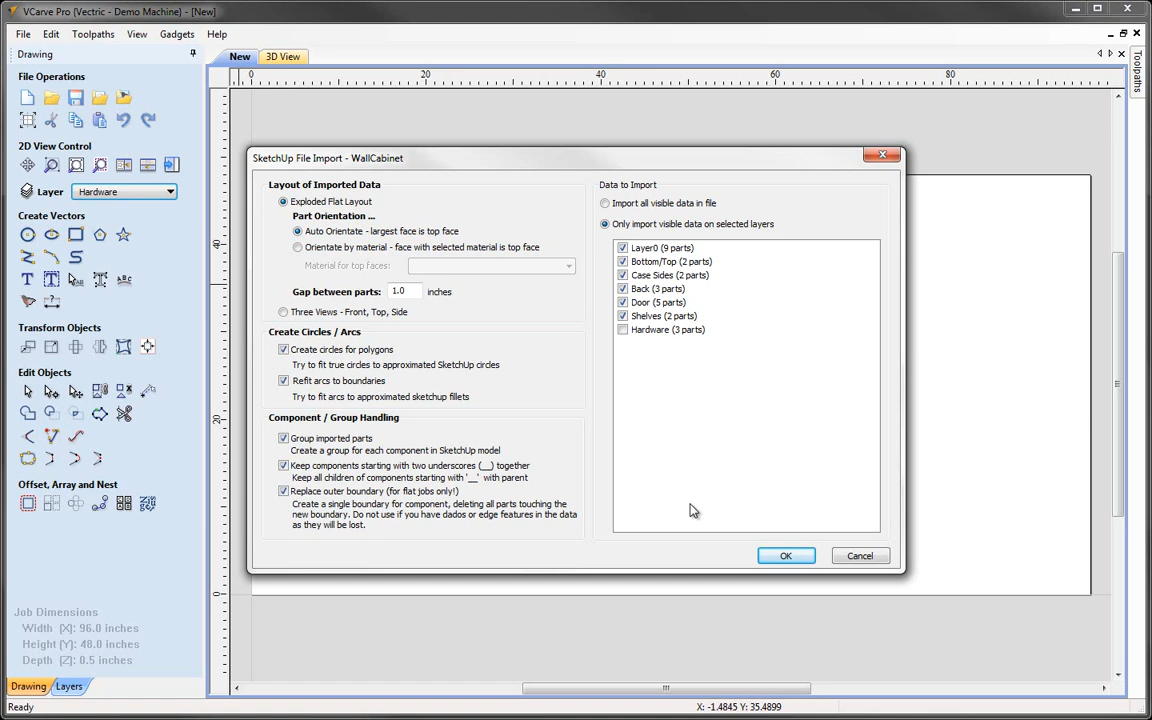 VCarve Pro {Vectric - Demo Machine} - [New]
File Edit Toolpaths View Gadgets Help
Drawing
New
3D View
Toolpaths
File Operations
0 20 40 60 80
2D View Control
Layer Hardware
Create Vectors
T T
40
20
0
Transform Objects
Edit Objects
Offset, Array and Nest
Job Dimensions
Width (X): 96.0 inches
Height (Y): 48.0 inches
Depth (Z): 0.5 inches
Drawing
Layers
Ready
X: -1.4845 Y: 35.4899
SketchUp File Import - WallCabinet
Layout of Imported Data
Exploded Flat Layout
Part Orientation ...
Auto Orientate - largest face is top face
Orientate by material - face with selected material is top face
Material for top faces:
Gap between parts: 1.0 inches
Three Views - Front, Top, Side
Create Circles / Arcs
Create circles for polygons
Try to fit true circles to approximated SketchUp circles
Refit arcs to boundaries
Try to fit arcs to approximated sketchup fillets
Component / Group Handling
Group imported parts
Create a group for each component in SketchUp model
Keep components starting with two underscores (__) together
Keep all children of components starting with '__' with parent
Replace outer boundary (for flat jobs only!)
Create a single boundary for component, deleting all parts touching the
new boundary. Do not use if you have dados or edge features in the data
as they will be lost.
Data to Import
Import all visible data in file
Only import visible data on selected layers
Layer0 (9 parts)
Bottom/Top (2 parts)
Case Sides (2 parts)
Back (3 parts)
Door (5 parts)
Shelves (2 parts)
Hardware (3 parts)
OK
Cancel